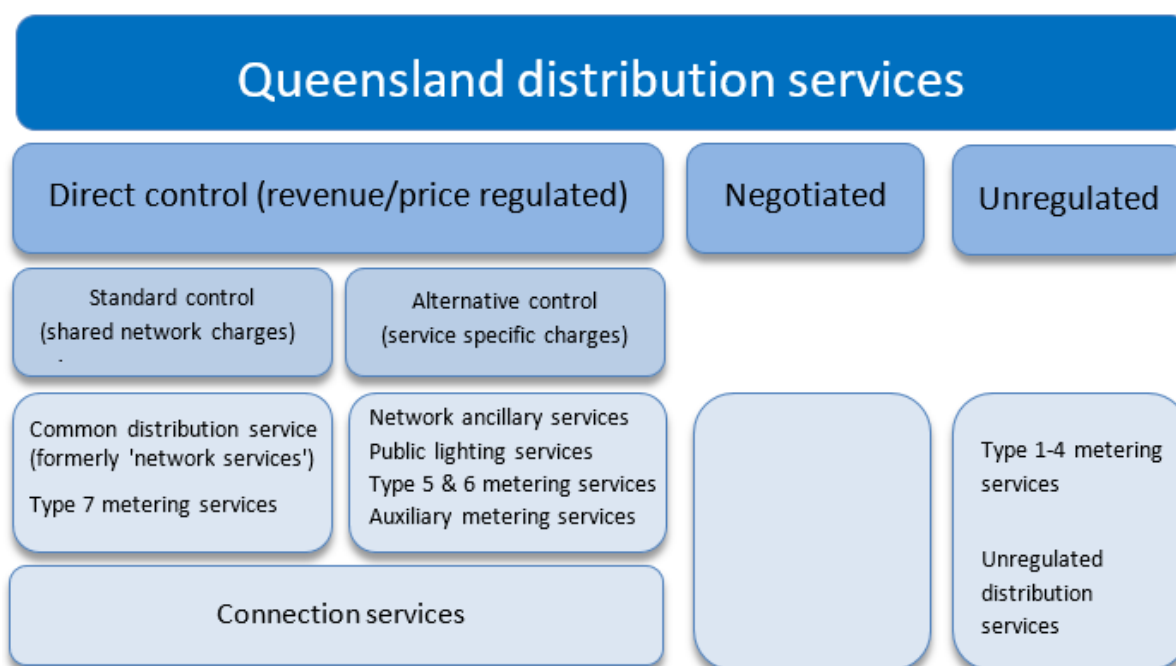 Queensland distribution services
Direct control (revenue/price regulated)
Negotiated
Unregulated
Standard control
(shared network charges)
.
Alternative control
(service specific charges)
Common distribution service
(formerly 'network services')
Type 7 metering services
Network ancillary services
Public lighting services
Type 5 & 6 metering services
Auxiliary metering services
Type 1-4 metering
services
Unregulated
distribution
services
Connection services